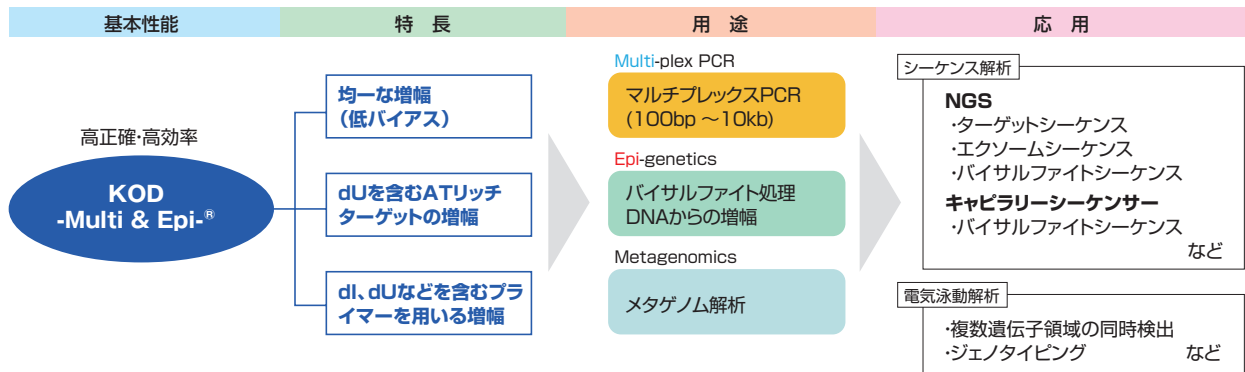 基本性能
特 長
用 途
応 用
高正確・高効率
KOD
-Multi & Epi-®
均一な増幅
（低バイアス）
dUを含むATリッチ
ターゲットの増幅
dI、dUなどを含むプラ
イマーを用いる増幅
Multi-plex PCR
マルチプレックスPCR
(100bp ～10kb)
Epi-genetics
バイサルファイト処理
DNAからの増幅
Metagenomics
メタゲノム解析
シーケンス解析
NGS
・ターゲットシーケンス
・エクソームシーケンス
・バイサルファイトシーケンス
キャピラリーシーケンサー
・バイサルファイトシーケンス
など
電気泳動解析
・複数遺伝子領域の同時検出
・ジェノタイピング など